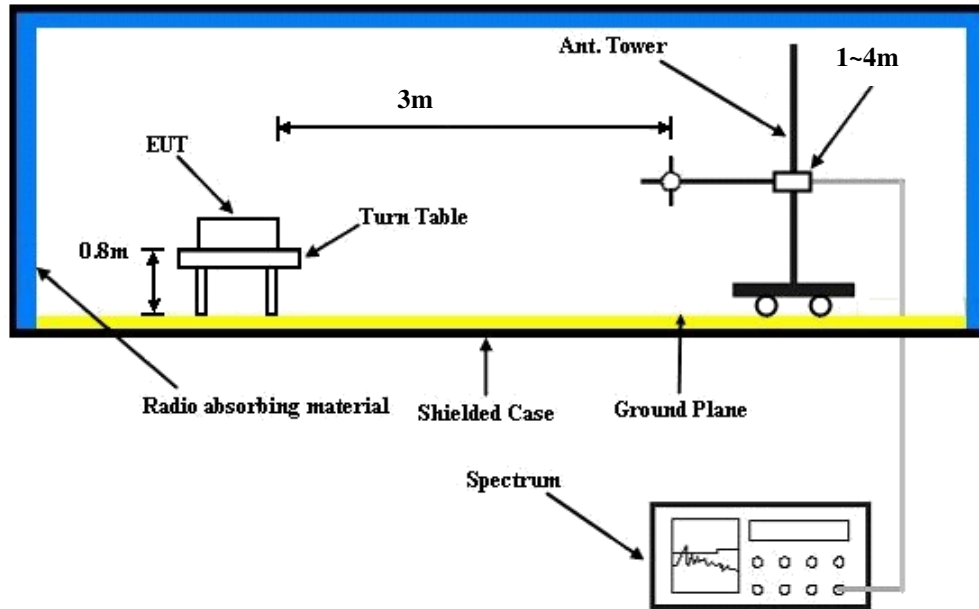 Ant. Tower
1~4m
3m
EUT
Turn Table
0.8m
Radio absorbing material
Shielded Case
Ground Plane
Spectrum